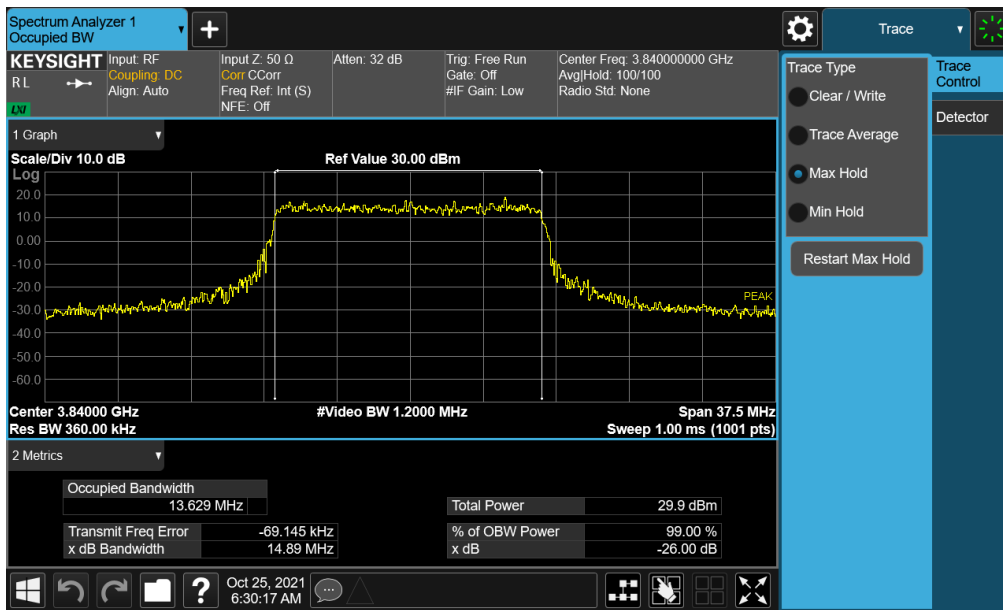 Spectrum Analyzer 1
Occupied BW
Trace
KEYSIGHT
R L
LXI
Input: RF
Coupling: DC
Align: Auto
Input Z: 50 Ω
Corr CCorr
Freq Ref: Int (S)
NFE: Off
Atten: 32 dB
Trig: Free Run
Gate: Off
#IF Gain: Low
Center Freq: 3.840000000 GHz
Avg|Hold: 100/100
Radio Std: None
Trace Type
Clear / Write
Trace Average
Max Hold
Min Hold
Restart Max Hold
Trace
Control
Detector
1 Graph
Scale/Div 10.0 dB
Ref Value 30.00 dBm
Log
20.0
10.0
0.00
-10.0
-20.0
-30.0
-40.0
-50.0
-60.0
PEAK
Center 3.84000 GHz
#Video BW 1.2000 MHz
Span 37.5 MHz
Res BW 360.00 kHz
Sweep 1.00 ms (1001 pts)
2 Metrics
Occupied Bandwidth
13.629 MHz
Total Power 29.9 dBm
Transmit Freq Error -69.145 kHz
% of OBW Power 99.00 %
x dB Bandwidth 14.89 MHz
x dB -26.00 dB
?
Oct 25, 2021
6:30:17 AM